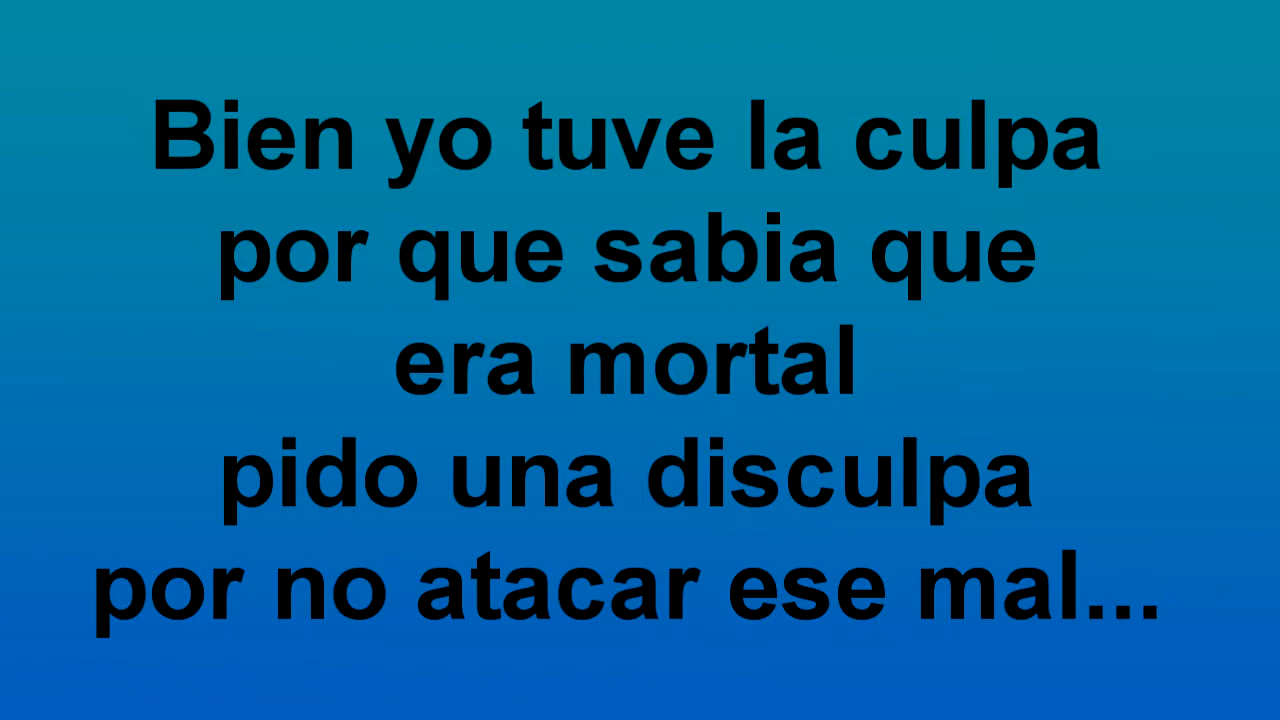 Bien yo tuve la culpa
por que sabia que
era mortal
pido una disculpa
por no atacar ese mal...